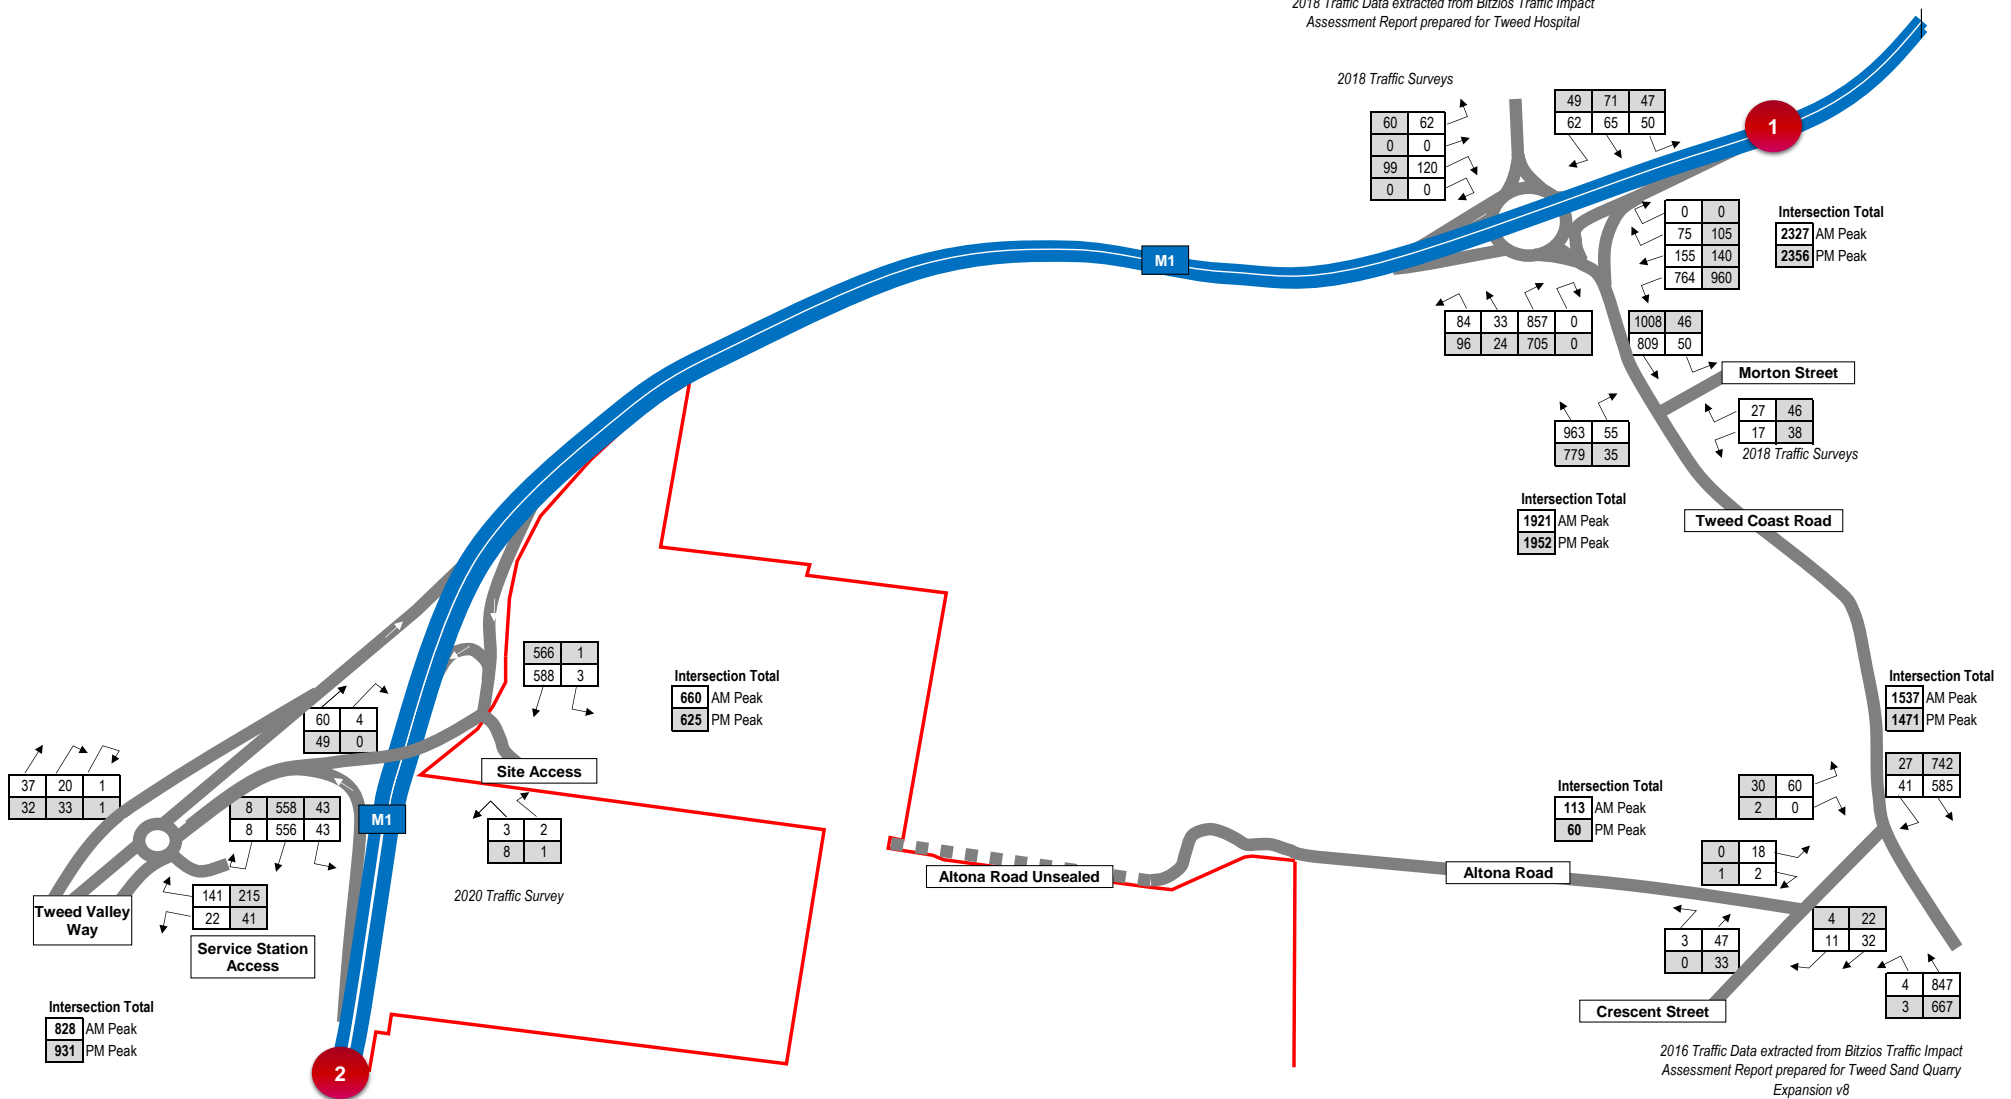 2018 Traffic Data extracted from Bitzios Traffic Impact
Assessment Report prepared for Tweed Hospital
2018 Traffic Surveys
60 62
0 0
99 120
0 0
49 71 47
62 65 50
1
0 0
75 105
155 140
764 960
Intersection Total
2327 AM Peak
2356 PM Peak
M1
84 33 857 0
96 24 705 0
1008 46
809 50
Morton Street
27 46
17 38
2018 Traffic Surveys
963 55
779 35
Intersection Total
1921 AM Peak
1952 PM Peak
Tweed Coast Road
566 1
588 3
Intersection Total
660 AM Peak
625 PM Peak
60 4
49 0
Site Access
37 20 1
32 33 1
8 558 43
8 556 43
M1
3 2
8 1
2020 Traffic Survey
141 215
22 41
Tweed Valley
Way
Service Station
Access
Intersection Total
828 AM Peak
931 PM Peak
2
Intersection Total
1537 AM Peak
1471 PM Peak
27 742
41 585
30 60
2 0
Intersection Total
113 AM Peak
60 PM Peak
0 18
1 2
Altona Road Unsealed
Altona Road
3 47
0 33
4 22
11 32
4 847
3 667
Crescent Street
2016 Traffic Data extracted from Bitzios Traffic Impact
Assessment Report prepared for Tweed Sand Quarry
Expansion v8